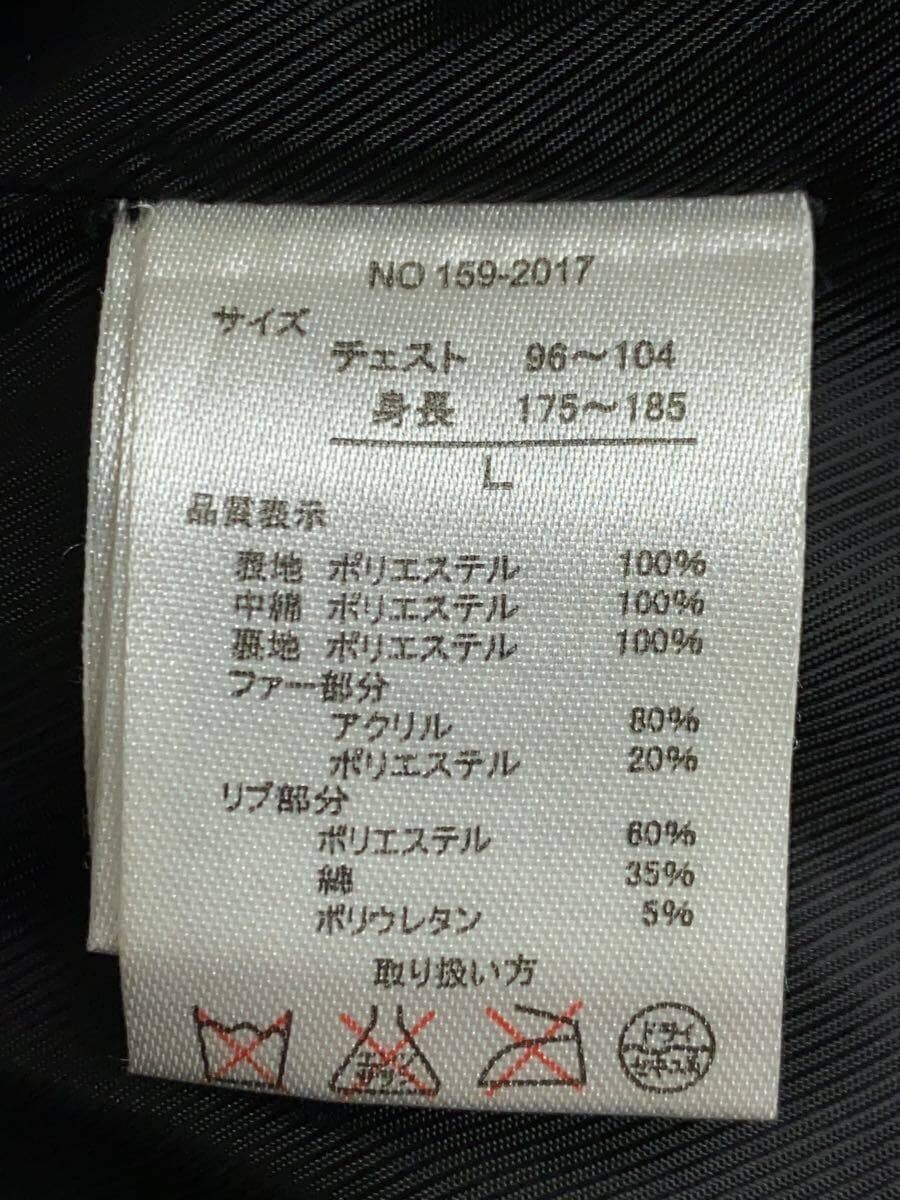 NO 159-2017
サイズ
チェスト 96〜104
身長 175〜185
L
品質表示
表地 ポリエステル 100%
中綿 ポリエステル 100%
裏地 ポリエステル 100%
ファー部分
アクリル 80%
ポリエステル 20%
リブ部分
ポリエステル 60%
綿 35%
ポリウレタン 5%
取り扱い方
ドライ
セキユ系